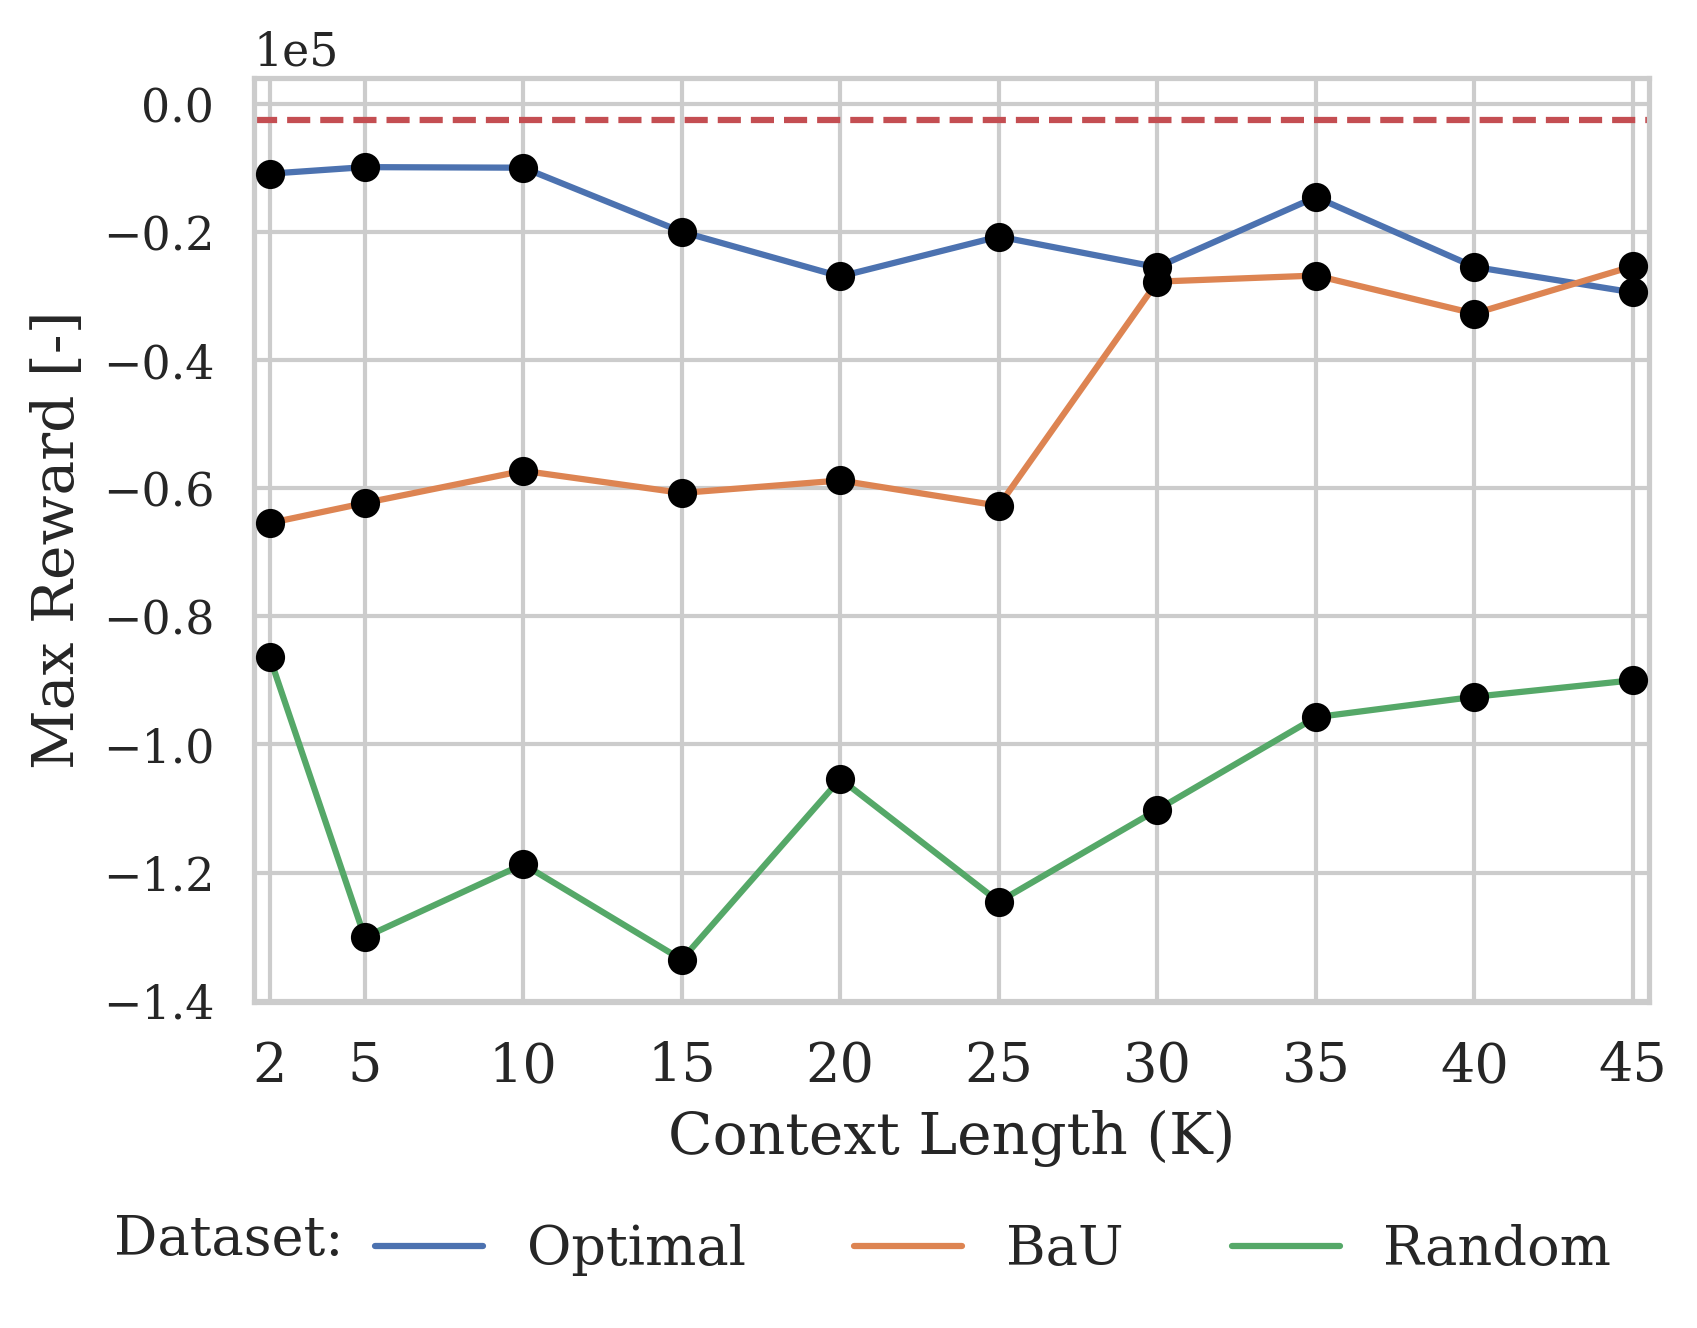 1e5
0.0
−0.2
−0.4
−0.6
−0.8
−1.0
−1.2
−1.4
Max Reward [-]
2 5 10 15 20 25 30 35 40 45
Context Length (K)
Dataset: Optimal BaU Random